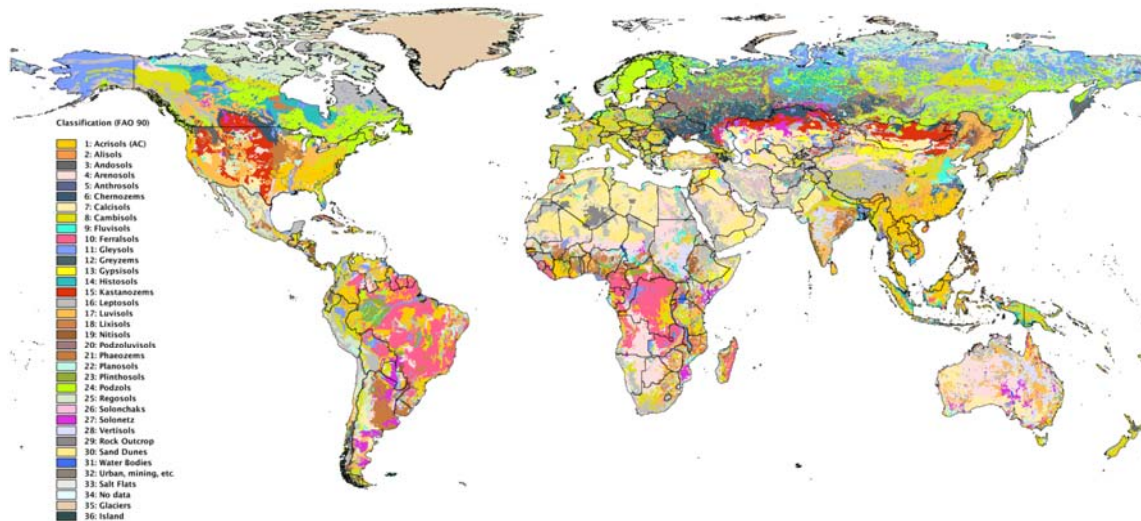 Classification (FAO 90)
1: Acrisols (AC)
2: Alisols
3: Andosols
4: Arenosols
5: Anthrosols
6: Chernozems
7: Calcisols
8: Cambisols
9: Fluvisols
10: Ferralsols
11: Gleysols
12: Greyzems
13: Gypsisols
14: Histosols
15: Kastanozems
16: Leptosols
17: Luvisols
18: Lixisols
19: Nitisols
20: Podzoluvisols
21: Phaeozems
22: Planosols
23: Plinthosols
24: Podzols
25: Regosols
26: Solonchaks
27: Solonetz
28: Vertisols
29: Rock Outcrop
30: Sand Dunes
31: Water Bodies
32: Urban, mining, etc.
33: Salt Flats
34: No data
35: Glaciers
36: Island